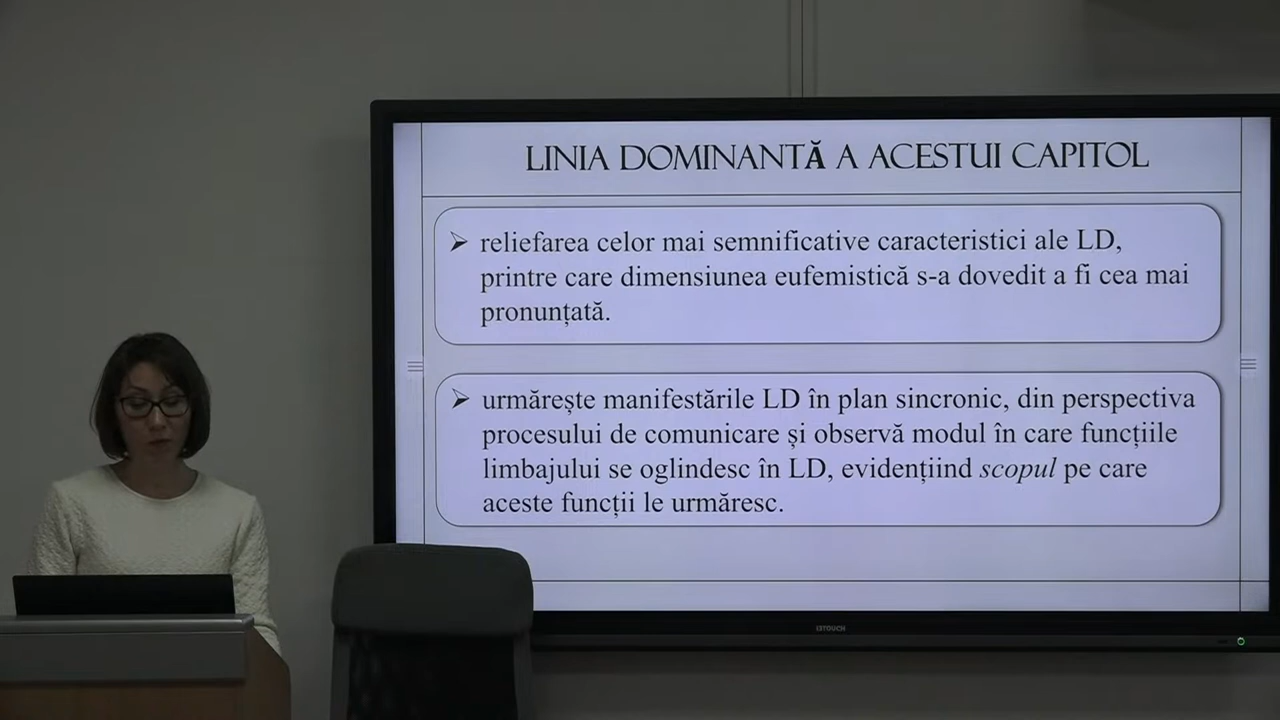 LINIA DOMINANTĂ A ACESTUI CAPITOL
reliefarea celor mai semnificative caracteristici ale LD,
printre care dimensiunea eufemistică s-a dovedit a fi cea mai
pronunțată.
urmărește manifestările LD în plan sincronic, din perspectiva
procesului de comunicare și observă modul în care funcțiile
limbajului se oglindesc în LD, evidențiind scopul pe care
aceste funcții le urmăresc.